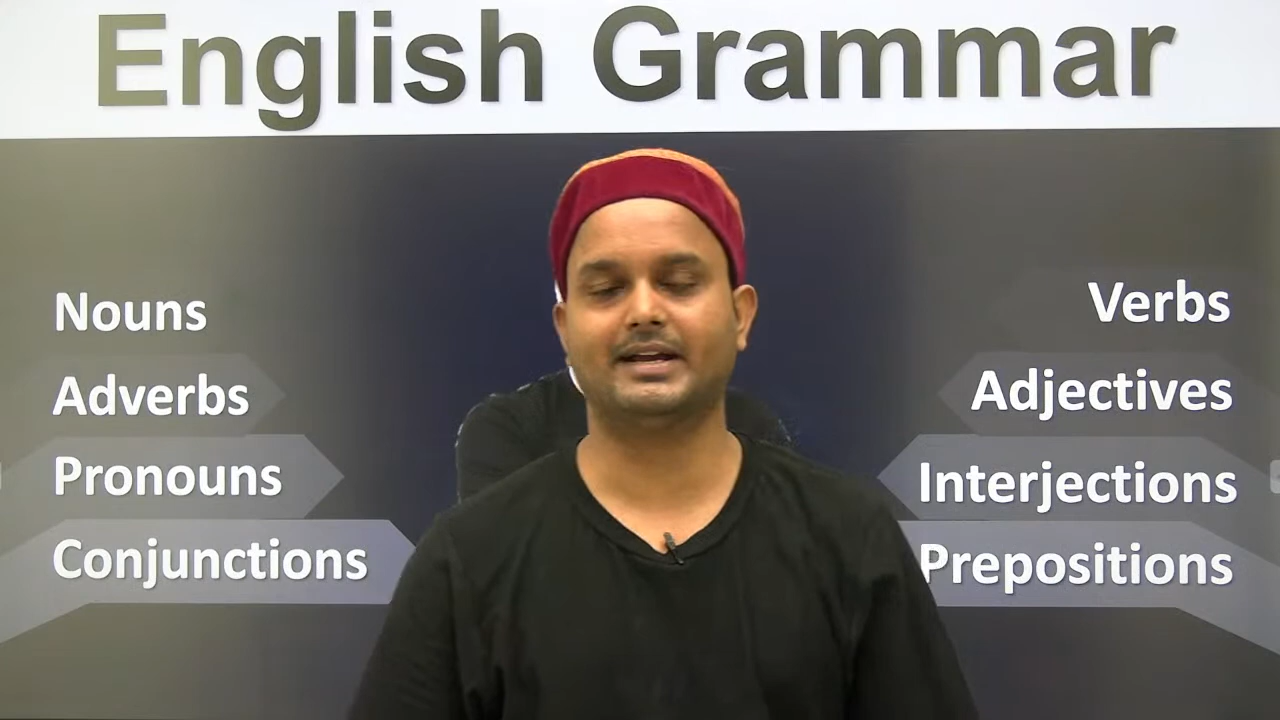 English Grammar
Nouns
Adverbs
Pronouns
Conjunctions
Verbs
Adjectives
Interjections
Prepositions